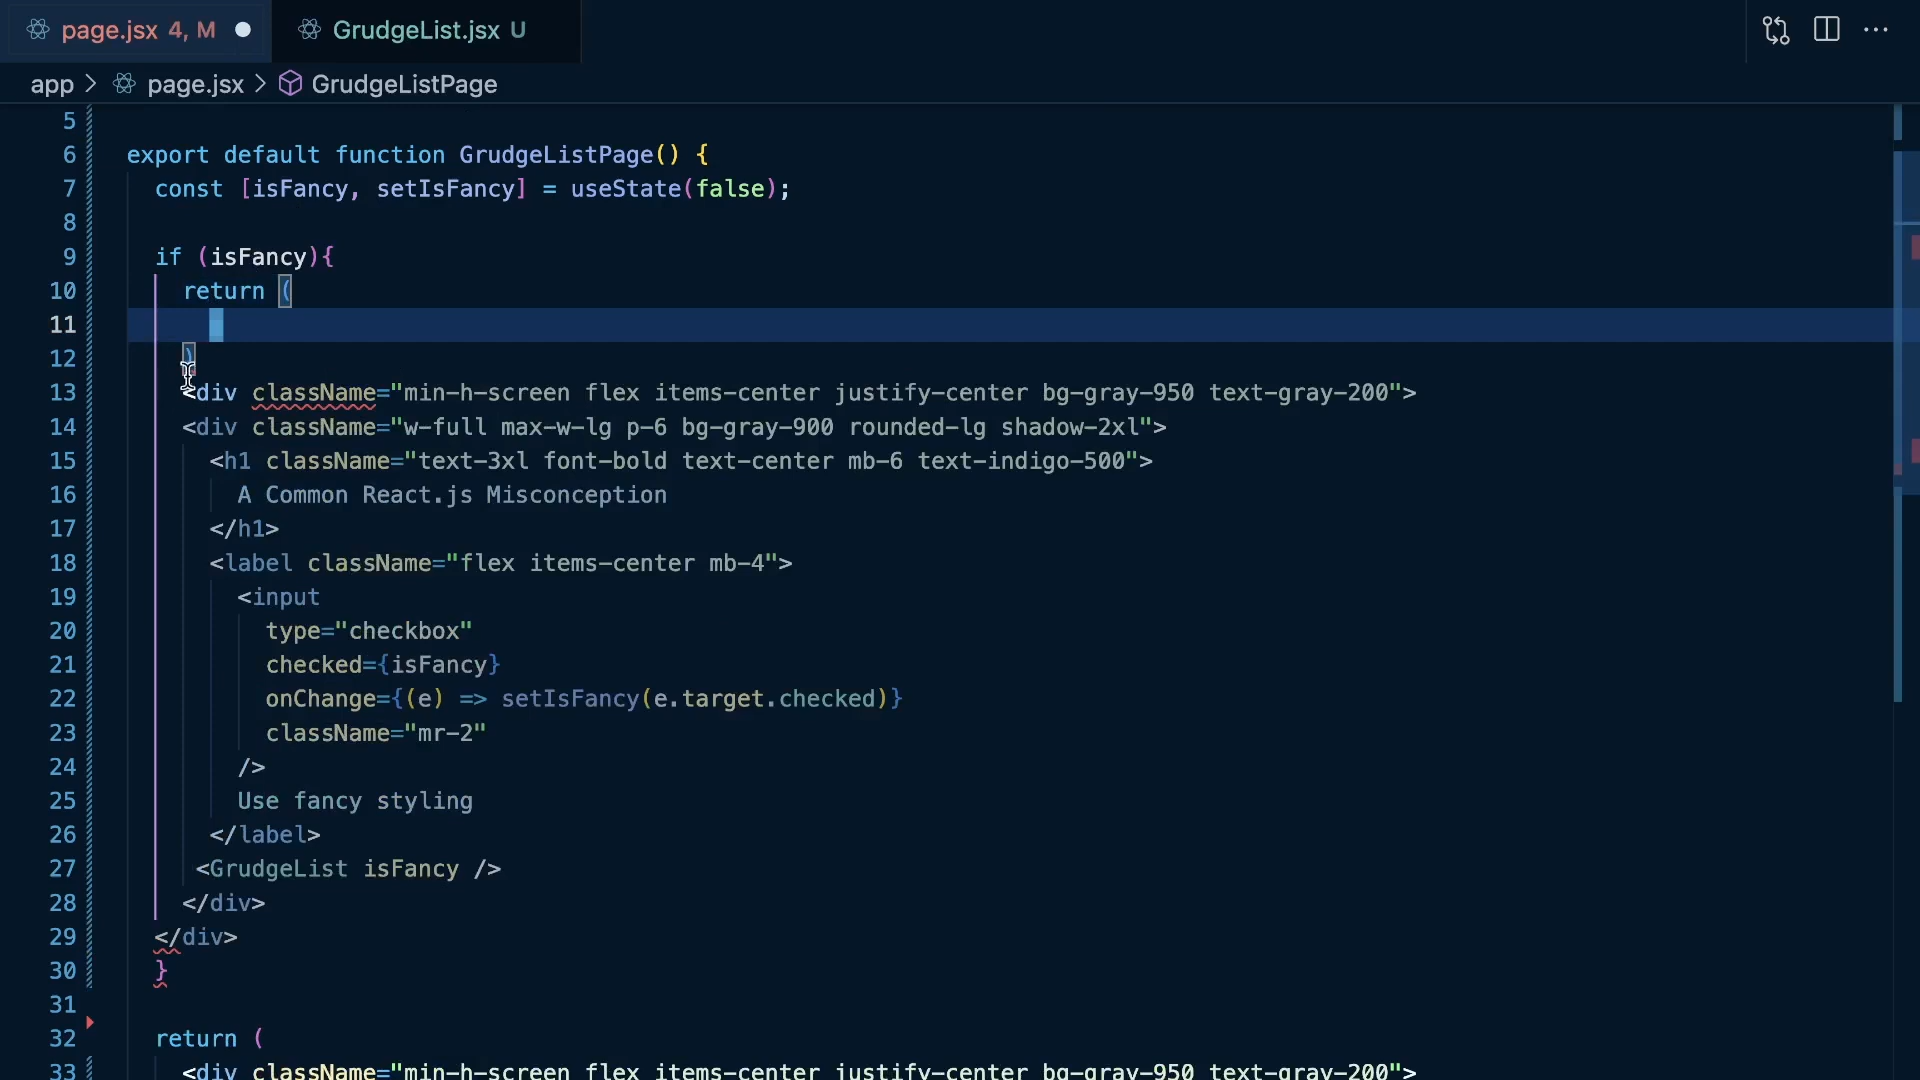 page.jsx 4, M
GrudgeList.jsx U
app > page.jsx > GrudgeListPage
5
6 export default function GrudgeListPage() {
7 const [isFancy, setIsFancy] = useState(false);
8
9 if (isFancy){
10 return (
11
12 )
13 <div className="min-h-screen flex items-center justify-center bg-gray-950 text-gray-200">
14 <div className="w-full max-w-lg p-6 bg-gray-900 rounded-lg shadow-2xl">
15 <h1 className="text-3xl font-bold text-center mb-6 text-indigo-500">
16 A Common React.js Misconception
17 </h1>
18 <label className="flex items-center mb-4">
19 <input
20 type="checkbox"
21 checked={isFancy}
22 onChange={(e) => setIsFancy(e.target.checked)}
23 className="mr-2"
24 />
25 Use fancy styling
26 </label>
27 <GrudgeList isFancy />
28 </div>
29 </div>
30 }
31
32 return (
33 <div className="min-h-screen flex items-center justify-center bg-gray-950 text-gray-200">